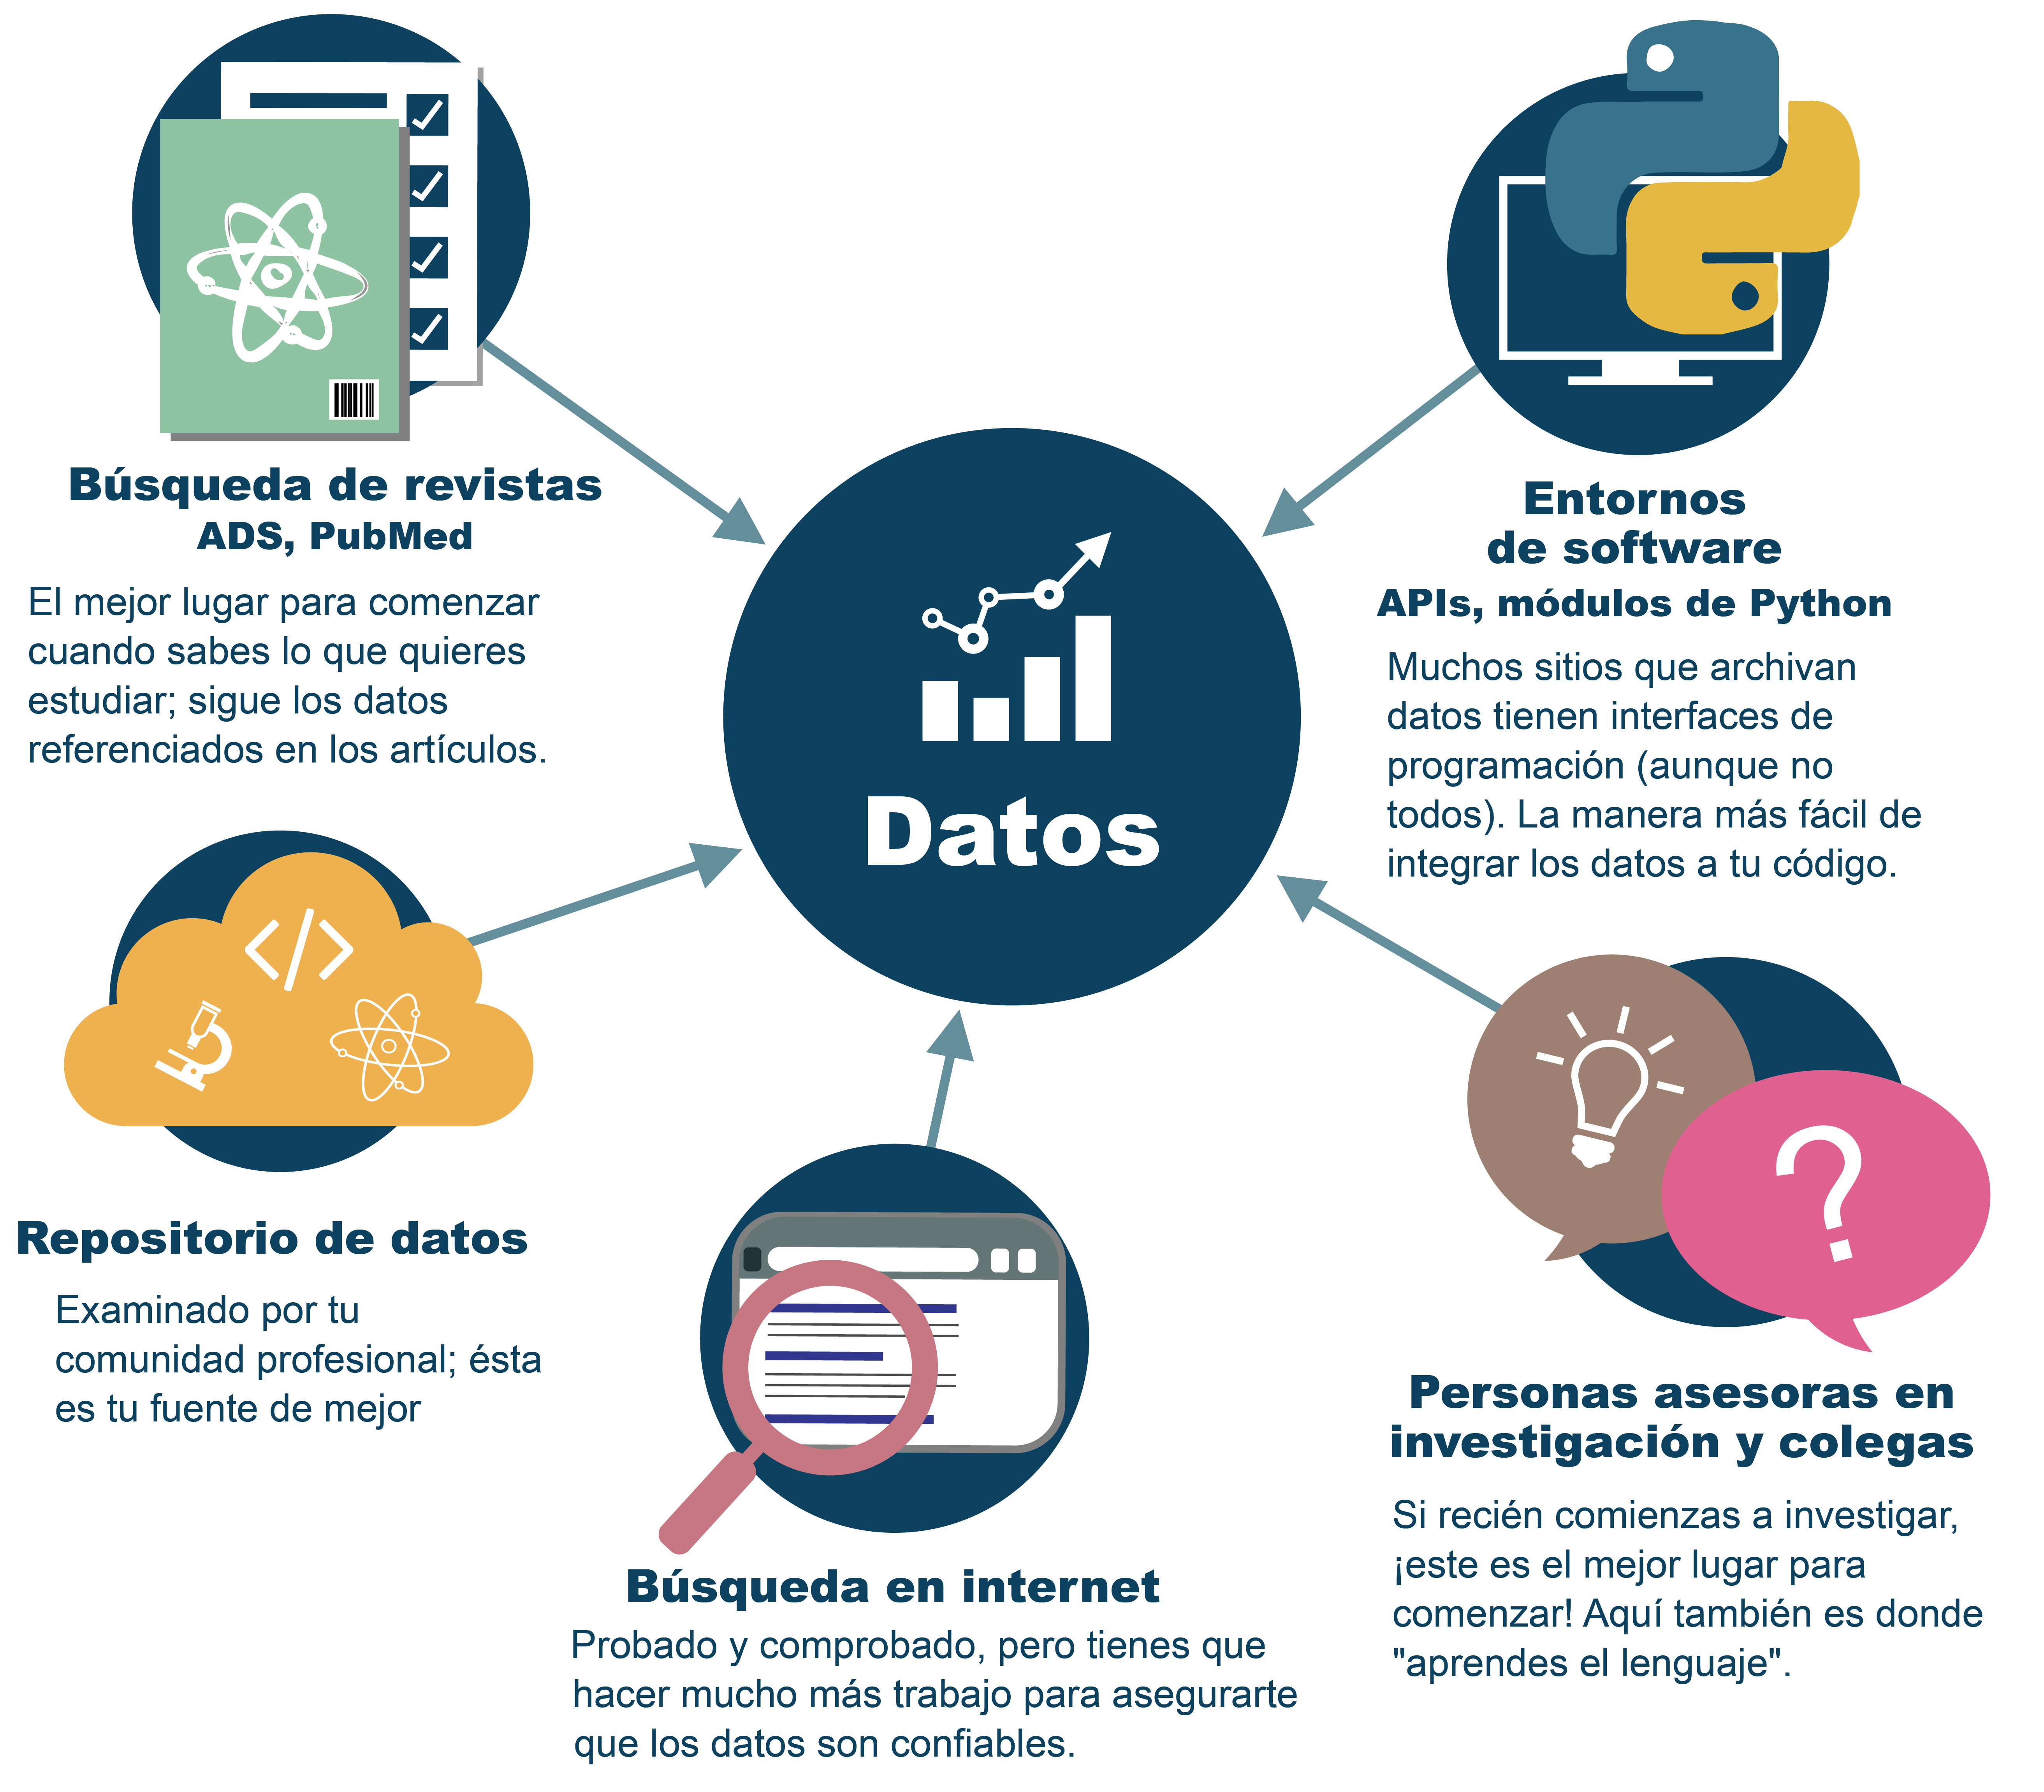 Búsqueda de revistas
ADS, PubMed
El mejor lugar para comenzar
cuando sabes lo que quieres
estudiar; sigue los datos
referenciados en los artículos.
Entornos
de software
APIs, módulos de Python
Muchos sitios que archivan
datos tienen interfaces de
programación (aunque no
todos). La manera más fácil de
integrar los datos a tu código.
Datos
</>
Repositorio de datos
Examinado por tu
comunidad profesional; ésta
es tu fuente de mejor
?
Personas asesoras en
investigación y colegas
Si recién comienzas a investigar,
¡este es el mejor lugar para
comenzar! Aquí también es donde
"aprendes el lenguaje".
Búsqueda en internet
Probado y comprobado, pero tienes que
hacer mucho más trabajo para asegurarte
que los datos son confiables.